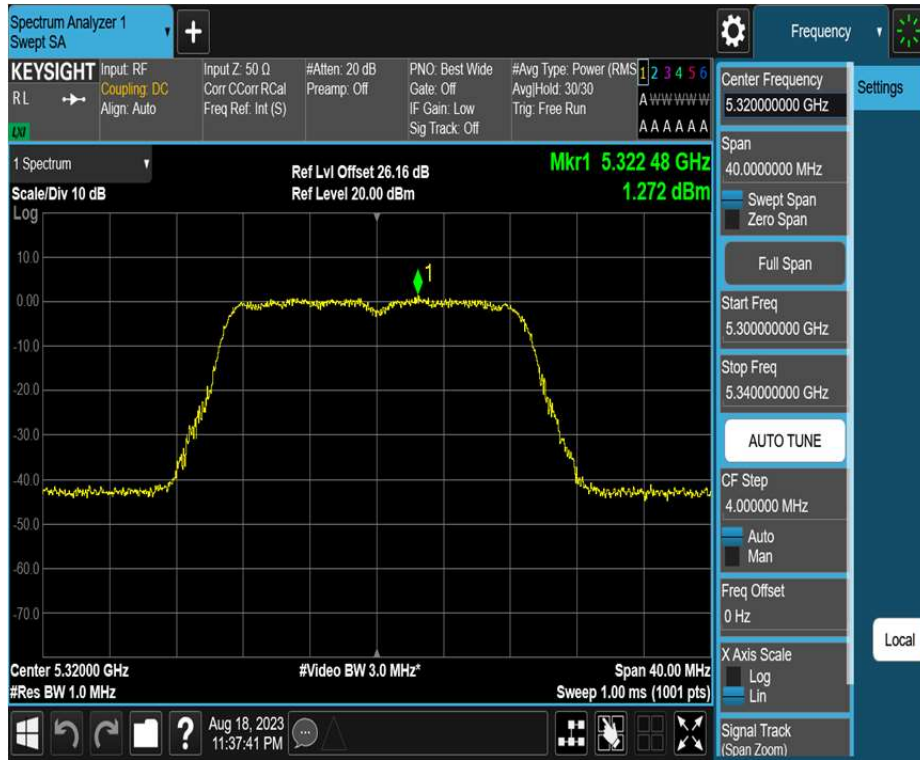 Spectrum Analyzer 1
Swept SA
Frequency
KEYSIGHT
R L
LXI
Input: RF
Coupling: DC
Align: Auto
Input Z: 50 Ω
Corr CCorr RCal
Freq Ref: Int (S)
#Atten: 20 dB
Preamp: Off
PNO: Best Wide
Gate: Off
IF Gain: Low
Sig Track: Off
#Avg Type: Power (RMS
Avg|Hold: 30/30
Trig: Free Run
1 2 3 4 5 6
A W W W W W
A A A A A A
Center Frequency
5.320000000 GHz
Settings
Span
40.0000000 MHz
Swept Span
Zero Span
Full Span
Start Freq
5.300000000 GHz
Stop Freq
5.340000000 GHz
AUTO TUNE
CF Step
4.000000 MHz
Auto
Man
Freq Offset
0 Hz
X Axis Scale
Log
Lin
Signal Track
(Span Zoom)
Local
1 Spectrum
Scale/Div 10 dB
Log
Ref Lvl Offset 26.16 dB
Ref Level 20.00 dBm
Mkr1 5.322 48 GHz
1.272 dBm
1
10.0
0.00
-10.0
-20.0
-30.0
-40.0
-50.0
-60.0
-70.0
Center 5.32000 GHz
#Res BW 1.0 MHz
#Video BW 3.0 MHz*
Span 40.00 MHz
Sweep 1.00 ms (1001 pts)
?
Aug 18, 2023
11:37:41 PM